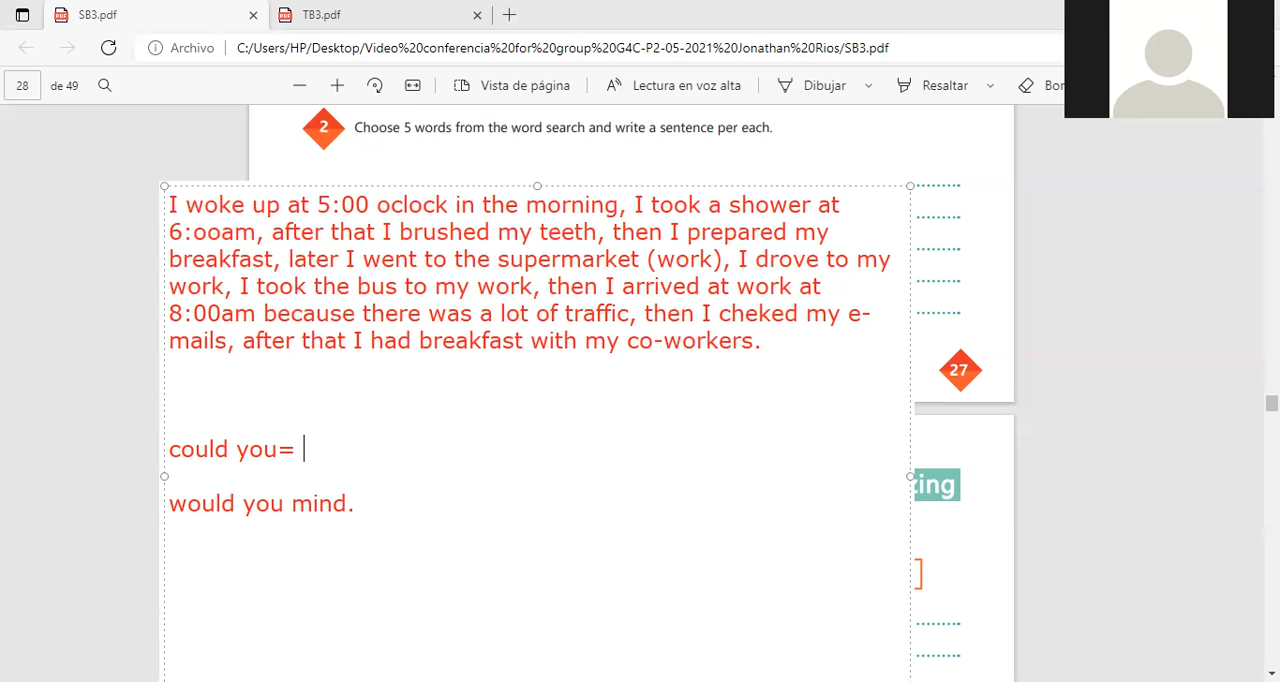 SB3.pdf
TB3.pdf
Archivo
C:/Users/HP/Desktop/Video%20conferencia%20for%20group%20G4C-P2-05-2021%20Jonathan%20Rios/SB3.pdf
28 de 49
Vista de página
Lectura en voz alta
Dibujar
Resaltar
Bor
2 Choose 5 words from the word search and write a sentence per each.
I woke up at 5:00 oclock in the morning, I took a shower at
6:ooam, after that I brushed my teeth, then I prepared my
breakfast, later I went to the supermarket (work), I drove to my
work, I took the bus to my work, then I arrived at work at
8:00am because there was a lot of traffic, then I cheked my e-
mails, after that I had breakfast with my co-workers.
27
could you=
zing
would you mind.